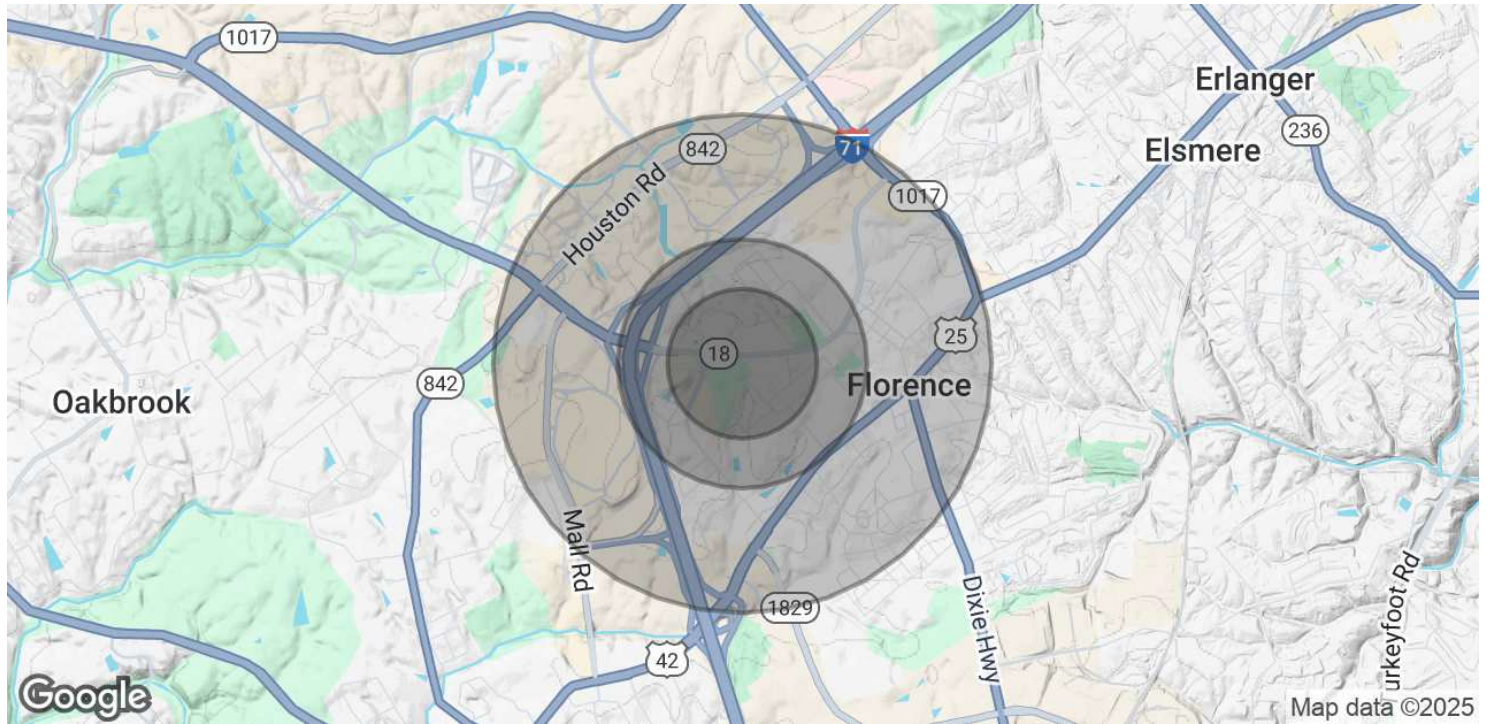 1017
Erlanger
236
Elsmere
842
71
Houston Rd
1017
25
18
Florence
842
Oakbrook
Mall Rd
Dixie Hwy
1829
42
urkeyfoot Rd
Google
Map data ©2025